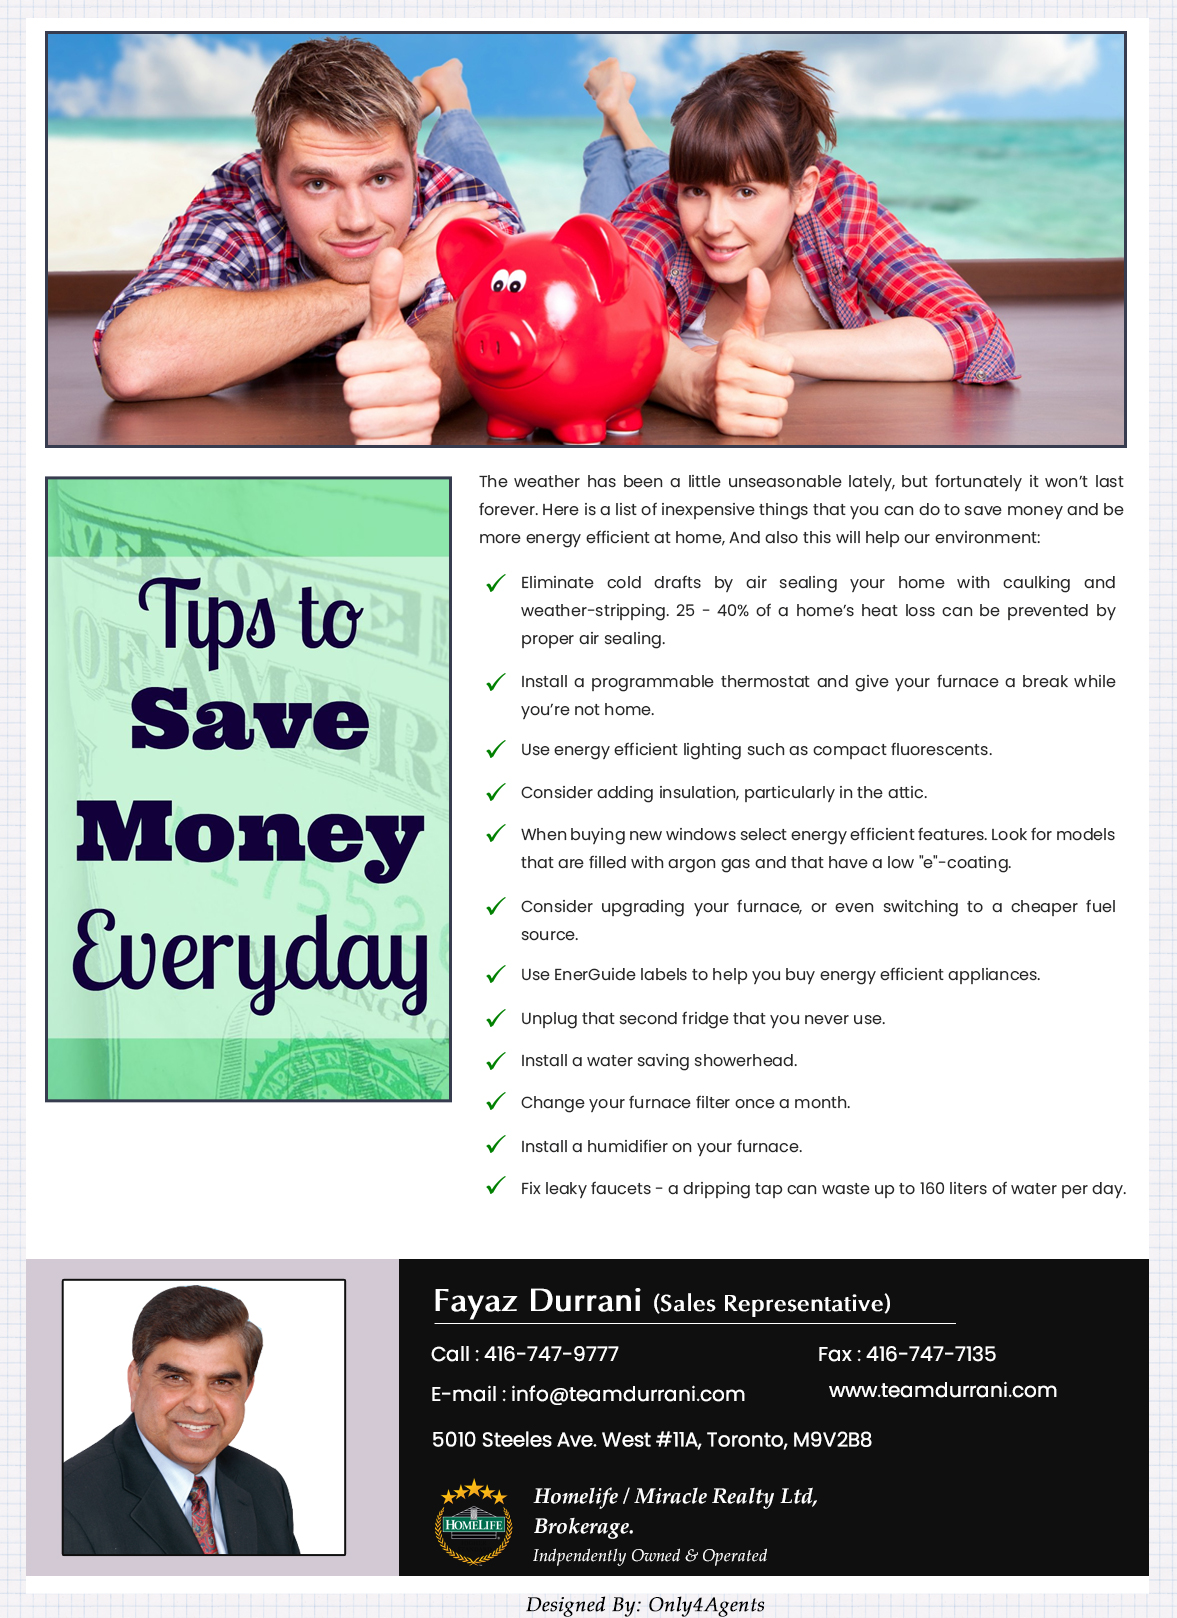 Tips to
Save
Money
Everyday
The weather has been a little unseasonable lately, but fortunately it won't last
forever. Here is a list of inexpensive things that you can do to save money and be
more energy efficient at home, And also this will help our environment:
Eliminate cold drafts by air sealing your home with caulking and
weather-stripping. 25 - 40% of a home's heat loss can be prevented by
proper air sealing.
Install a programmable thermostat and give your furnace a break while
you're not home.
Use energy efficient lighting such as compact fluorescents.
Consider adding insulation, particularly in the attic.
When buying new windows select energy efficient features. Look for models
that are filled with argon gas and that have a low "e"-coating.
Consider upgrading your furnace, or even switching to a cheaper fuel
source.
Use EnerGuide labels to help you buy energy efficient appliances.
Unplug that second fridge that you never use.
Install a water saving showerhead.
Change your furnace filter once a month.
Install a humidifier on your furnace.
Fix leaky faucets - a dripping tap can waste up to 160 liters of water per day.
Fayaz Durrani (Sales Representative)
Call : 416-747-9777 Fax : 416-747-7135
E-mail : info@teamdurrani.com www.teamdurrani.com
5010 Steeles Ave. West #11A, Toronto, M9V2B8
HOMELIFE
Homelife / Miracle Realty Ltd,
Brokerage.
Indpendently Owned & Operated
Designed By: Only4Agents